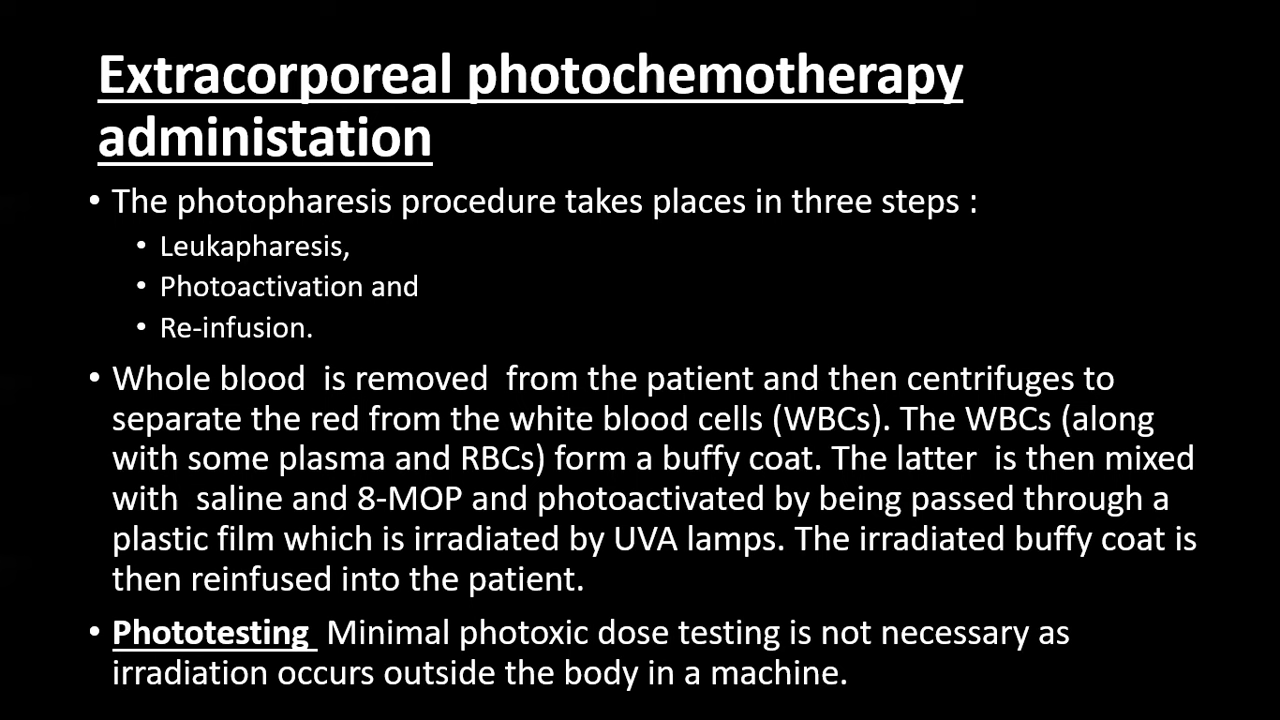 Extracorporeal photochemotherapy
administation
• The photopharesis procedure takes places in three steps :
• Leukapharesis,
• Photoactivation and
• Re-infusion.
• Whole blood is removed from the patient and then centrifuges to
separate the red from the white blood cells (WBCs). The WBCs (along
with some plasma and RBCs) form a buffy coat. The latter is then mixed
with saline and 8-MOP and photoactivated by being passed through a
plastic film which is irradiated by UVA lamps. The irradiated buffy coat is
then reinfused into the patient.
• Phototesting Minimal photoxic dose testing is not necessary as
irradiation occurs outside the body in a machine.